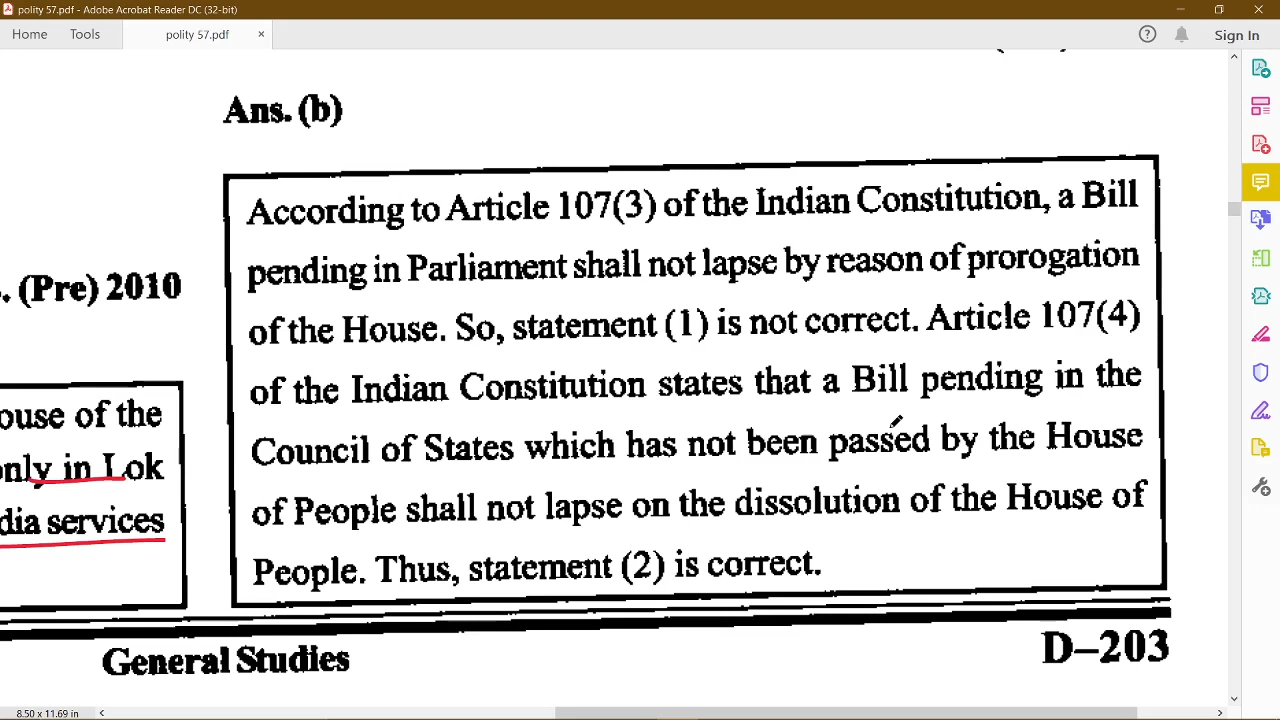 polity 57.pdf - Adobe Acrobat Reader DC (32-bit)
Home Tools polity 57.pdf × Sign In
Ans. (b)
According to Article 107(3) of the Indian Constitution, a Bill
pending in Parliament shall not lapse by reason of prorogation
of the House. So, statement (1) is not correct. Article 107(4)
of the Indian Constitution states that a Bill pending in the
Council of States which has not been passed by the House
of People shall not lapse on the dissolution of the House of
People. Thus, statement (2) is correct.
(Pre) 2010
of the
only in Lok
services
General Studies
D–203
8.50 x 11.69 in